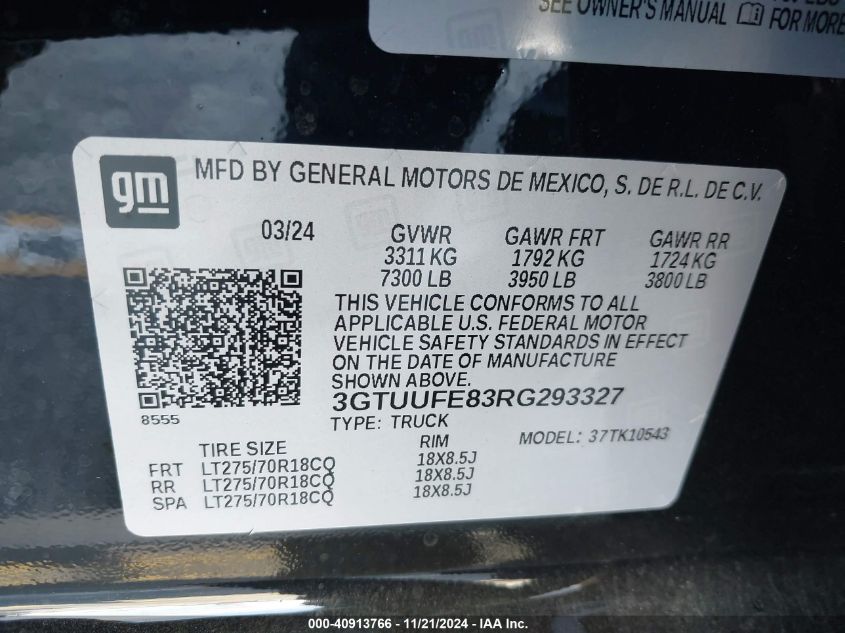 SEE OWNER'S MANUAL FOR MORE
gm
MFD BY GENERAL MOTORS DE MEXICO, S. DE R.L. DE C.V.
03/24 GVWR GAWR FRT GAWR RR
3311 KG 1792 KG 1724 KG
7300 LB 3950 LB 3800 LB
THIS VEHICLE CONFORMS TO ALL
APPLICABLE U.S. FEDERAL MOTOR
VEHICLE SAFETY STANDARDS IN EFFECT
ON THE DATE OF MANUFACTURE
SHOWN ABOVE.
8555
3GTUUFE83RG293327
TYPE: TRUCK MODEL: 37TK10543
TIRE SIZE RIM
FRT LT275/70R18CQ 18X8.5J
RR LT275/70R18CQ 18X8.5J
SPA LT275/70R18CQ 18X8.5J
000-40913766 - 11/21/2024 - IAA Inc.